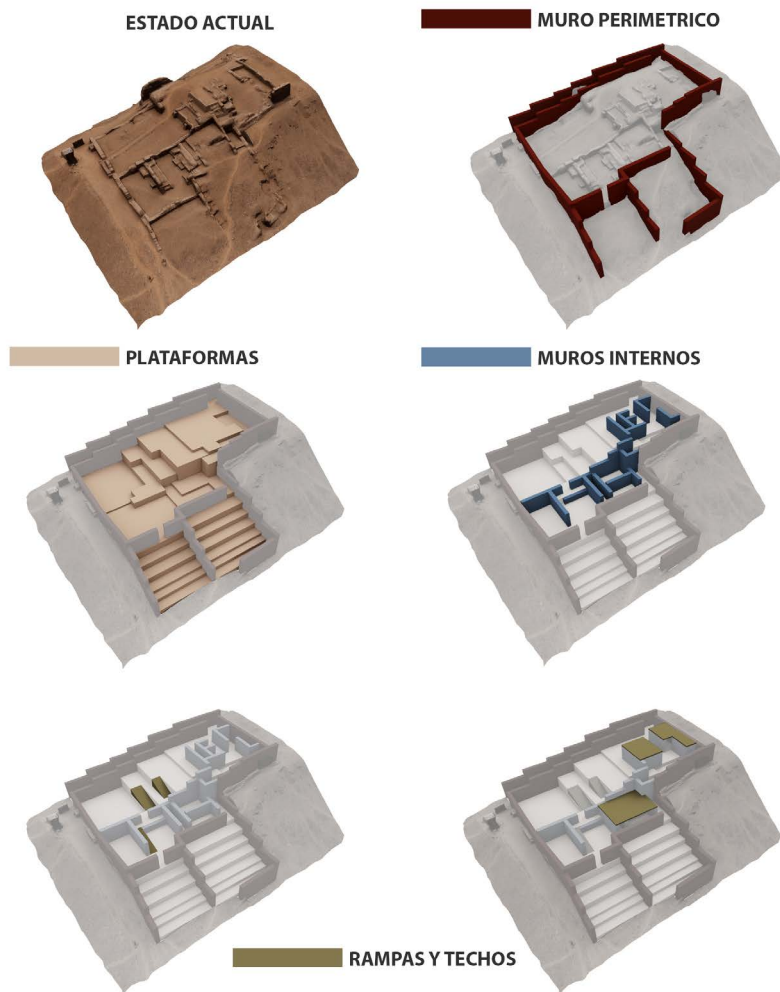 ESTADO ACTUAL
MURO PERIMETRICO
PLATAFORMAS
MUROS INTERNOS
RAMPAS Y TECHOS